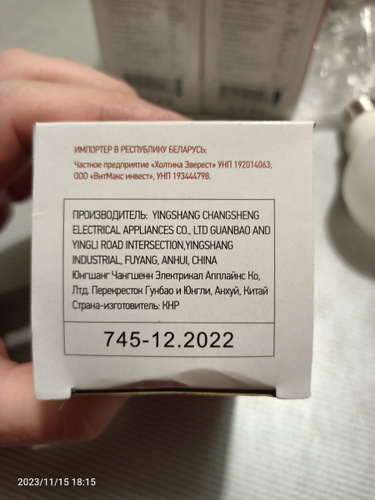 ИМПОРТЕР В РЕСПУБЛИКУ БЕЛАРУСЬ:
Частное предприятие «Холтика Эверест» УНП 192014063;
ООО «ВитМакс инвест», УНП 193444798.
ПРОИЗВОДИТЕЛЬ: YINGSHANG CHANGSHENG
ELECTRICAL APPLIANCES CO., LTD GUANBAO AND
YINGLI ROAD INTERSECTION,YINGSHANG
INDUSTRIAL, FUYANG, ANHUI, CHINA
Юнгшанг Чангшенн Электрикал Апплайнс Ко,
Лтд. Перекресток Гунбао и Юнгли, Анхуй, Китай
Страна-изготовитель: КНР
745-12.2022
2023/11/15 18:15